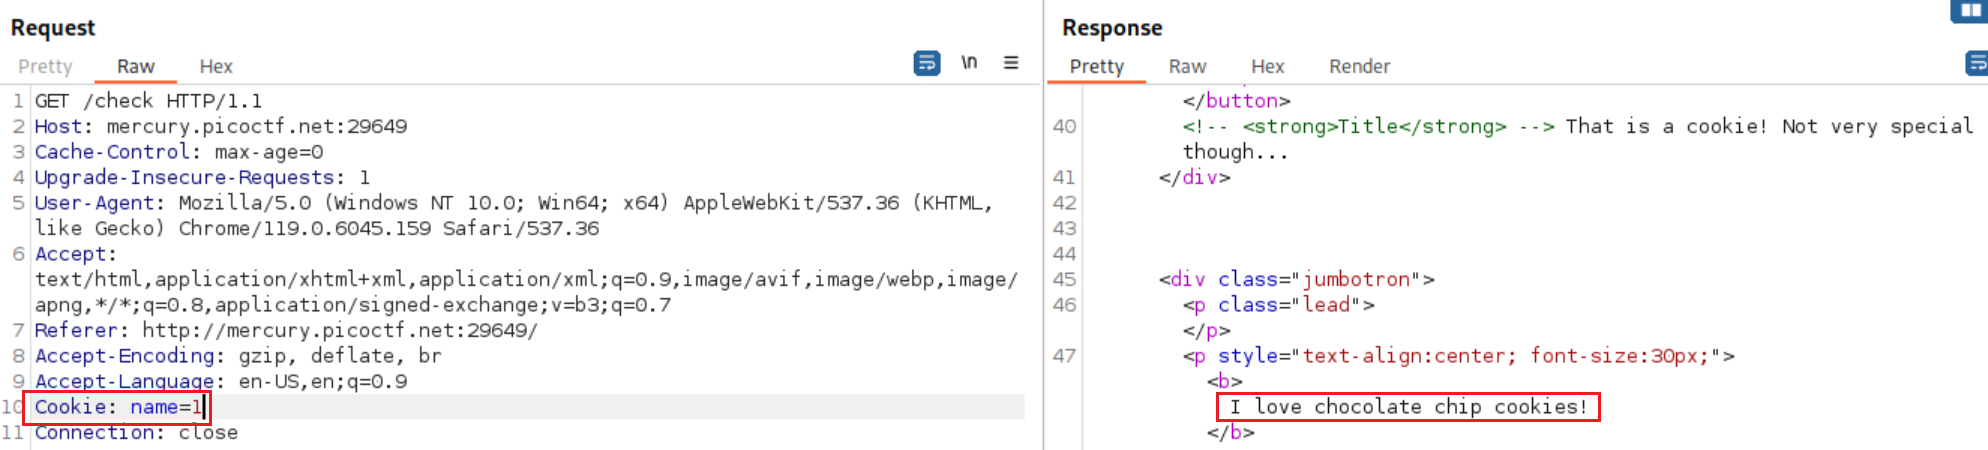 Request
Pretty Raw Hex
\n
1 GET /check HTTP/1.1
2 Host: mercury.picoctf.net:29649
3 Cache-Control: max-age=0
4 Upgrade-Insecure-Requests: 1
5 User-Agent: Mozilla/5.0 (Windows NT 10.0; Win64; x64) AppleWebKit/537.36 (KHTML,
like Gecko) Chrome/119.0.6045.159 Safari/537.36
6 Accept:
text/html,application/xhtml+xml,application/xml;q=0.9,image/avif,image/webp,image/
apng,*/*;q=0.8,application/signed-exchange;v=b3;q=0.7
7 Referer: http://mercury.picoctf.net:29649/
8 Accept-Encoding: gzip, deflate, br
9 Accept-Language: en-US,en;q=0.9
10 Cookie: name=1
11 Connection: close
Response
Pretty Raw Hex Render
</button>
40 <!-- <strong>Title</strong> --> That is a cookie! Not very special
though...
41 </div>
42
43
44
45 <div class="jumbotron">
46 <p class="lead">
</p>
47 <p style="text-align:center; font-size:30px;">
<b>
I love chocolate chip cookies!
</b>